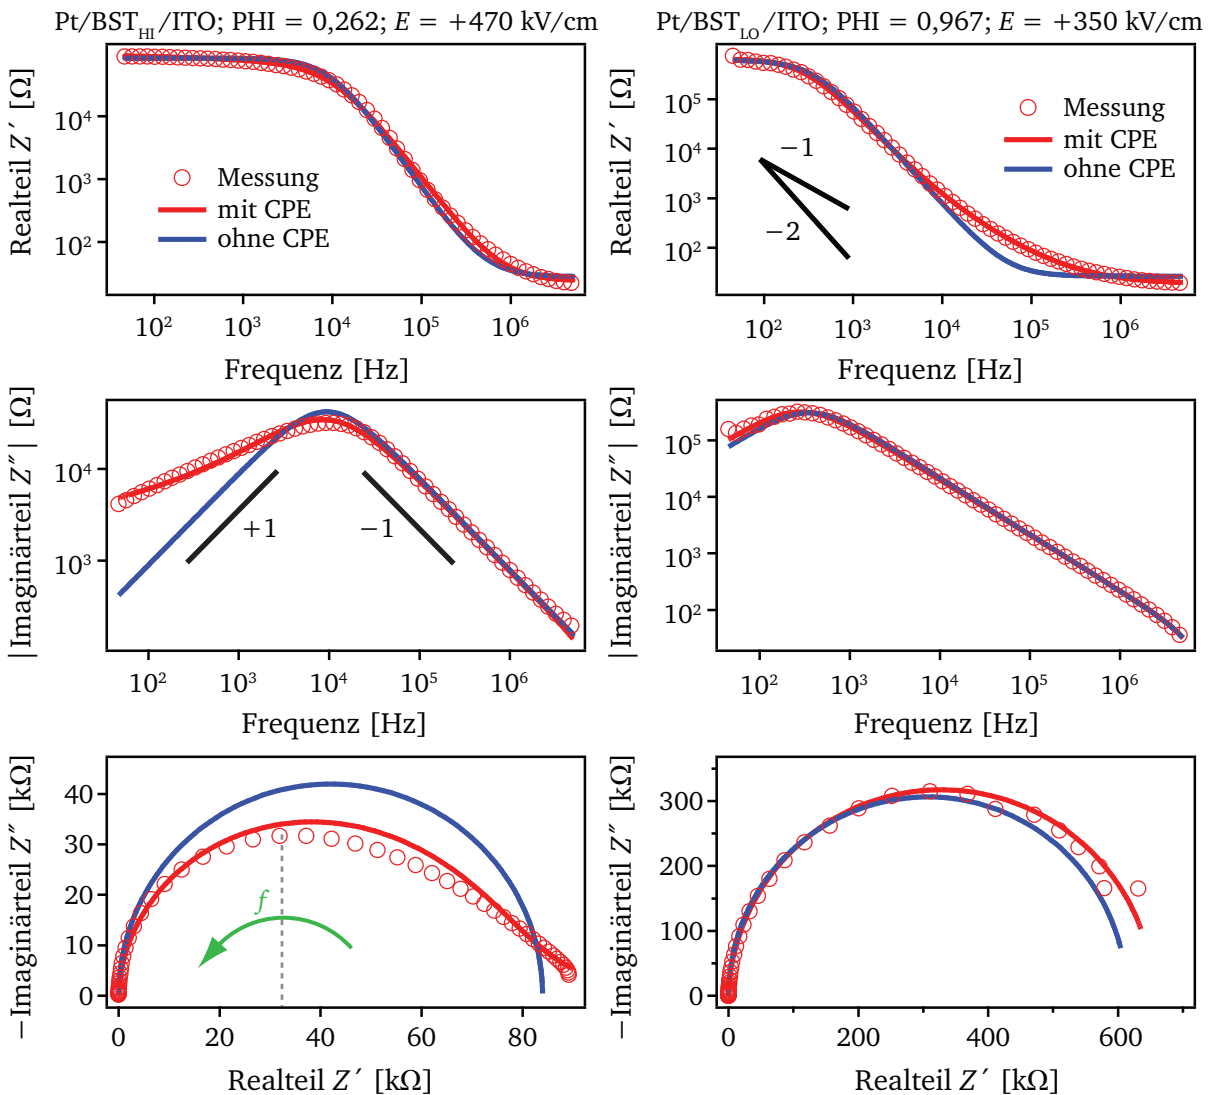 Pt/BST_HI/ITO; PHI = 0,262; E = +470 kV/cm
Realteil Z′ [Ω]
10⁴
10³
10²
Messung
mit CPE
ohne CPE
10² 10³ 10⁴ 10⁵ 10⁶
Frequenz [Hz]
Pt/BST_LO/ITO; PHI = 0,967; E = +350 kV/cm
Realteil Z′ [Ω]
10⁵
10⁴
10³
10²
Messung
mit CPE
ohne CPE
−1
−2
10² 10³ 10⁴ 10⁵ 10⁶
Frequenz [Hz]
|Imaginärteil Z″| [Ω]
10⁴
10³
+1
−1
10² 10³ 10⁴ 10⁵ 10⁶
Frequenz [Hz]
|Imaginärteil Z″| [Ω]
10⁵
10⁴
10³
10²
10² 10³ 10⁴ 10⁵ 10⁶
Frequenz [Hz]
−Imaginärteil Z″ [kΩ]
40
30
20
10
0
f
0 20 40 60 80
Realteil Z′ [kΩ]
−Imaginärteil Z″ [kΩ]
300
200
100
0
0 200 400 600
Realteil Z′ [kΩ]